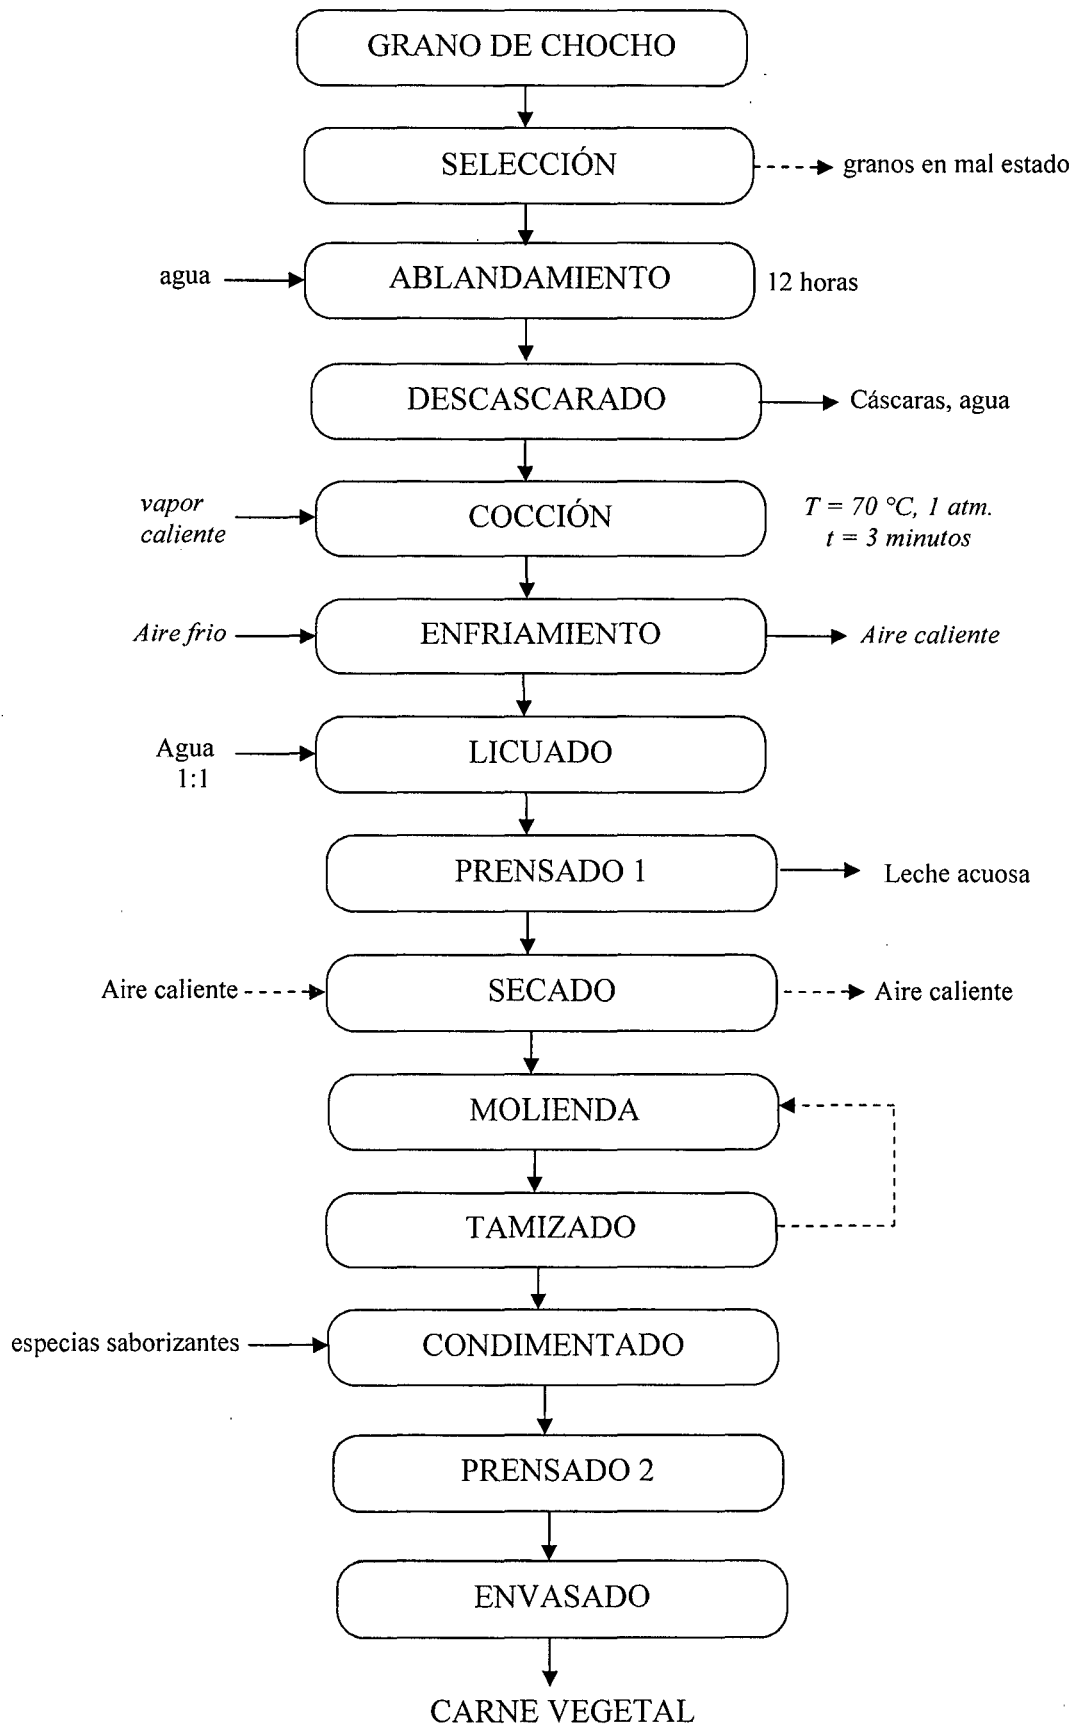 GRANO DE CHOCHO
SELECCIÓN
granos en mal estado
agua
ABLANDAMIENTO
12 horas
DESCASCARADO
Cáscaras, agua
vapor
caliente
COCCIÓN
T = 70 °C, 1 atm.
t = 3 minutos
Aire frio
ENFRIAMIENTO
Aire caliente
Agua
1:1
LICUADO
PRENSADO 1
Leche acuosa
Aire caliente
SECADO
Aire caliente
MOLIENDA
TAMIZADO
especias saborizantes
CONDIMENTADO
PRENSADO 2
ENVASADO
CARNE VEGETAL